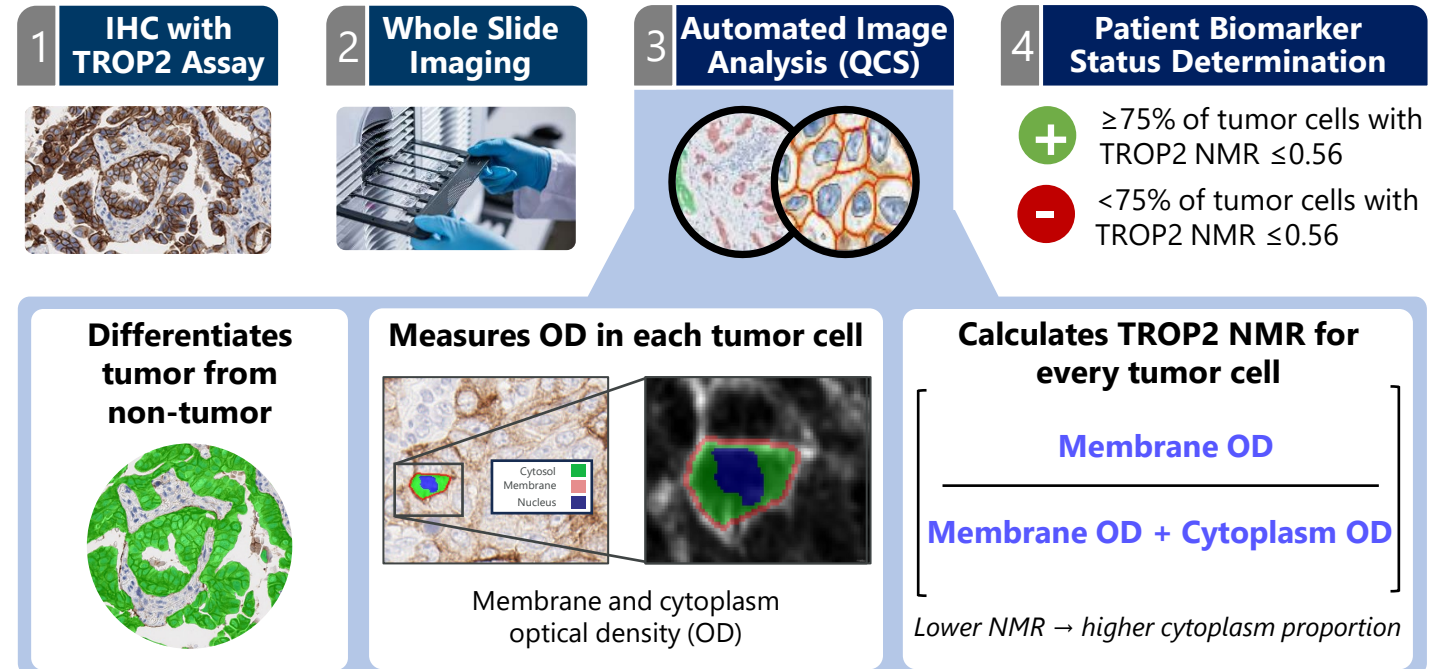 1
IHC with
TROP2 Assay
2
Whole Slide
Imaging
3
Automated Image
Analysis (QCS)
4
Patient Biomarker
Status Determination
+
≥75% of tumor cells with
TROP2 NMR ≤0.56
-
<75% of tumor cells with
TROP2 NMR ≤0.56
Differentiates
tumor from
non-tumor
Measures OD in each tumor cell
Cytosol
Membrane
Nucleus
Membrane and cytoplasm
optical density (OD)
Calculates TROP2 NMR for
every tumor cell
Membrane OD
Membrane OD + Cytoplasm OD
Lower NMR → higher cytoplasm proportion